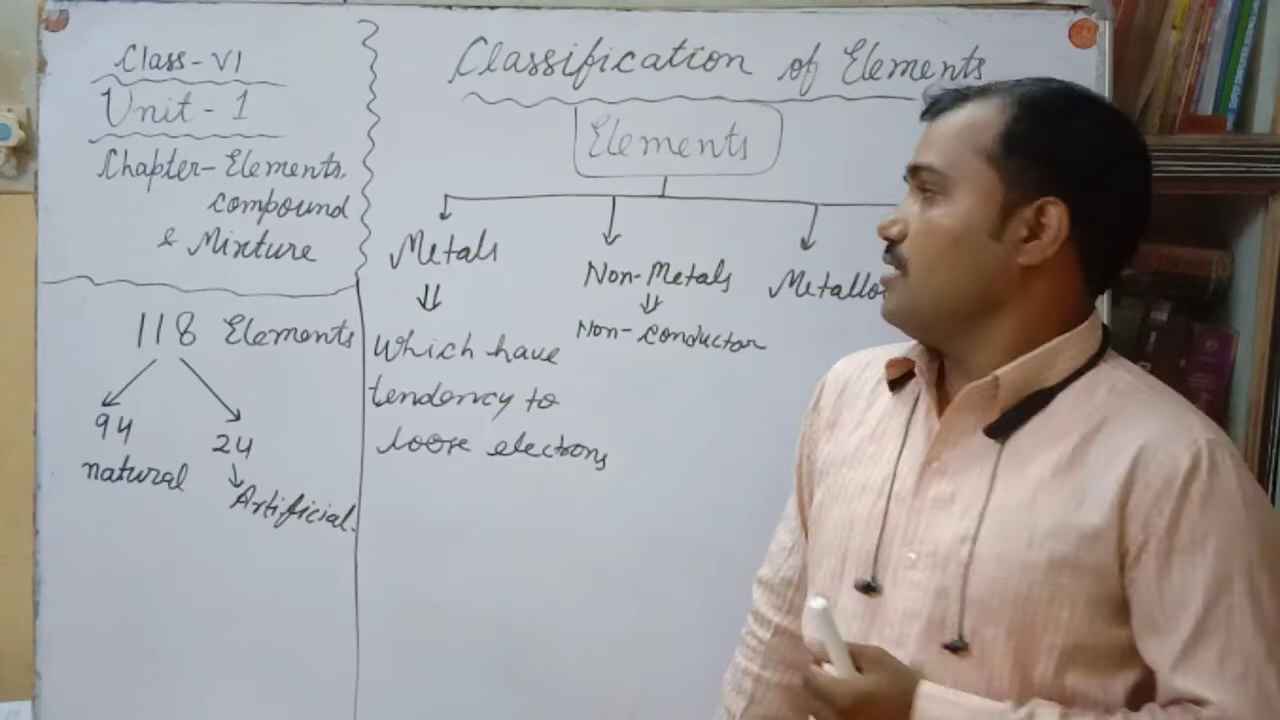 Class-VI
Unit-1
Chapter-Elements,
compound
& Mixture
118 Elements
94
natural
24
Artificial.
Classification of Elements
Elements
Metals
Which have
tendency to
loose electrons
Non-Metals
Non-conductor
Metallo